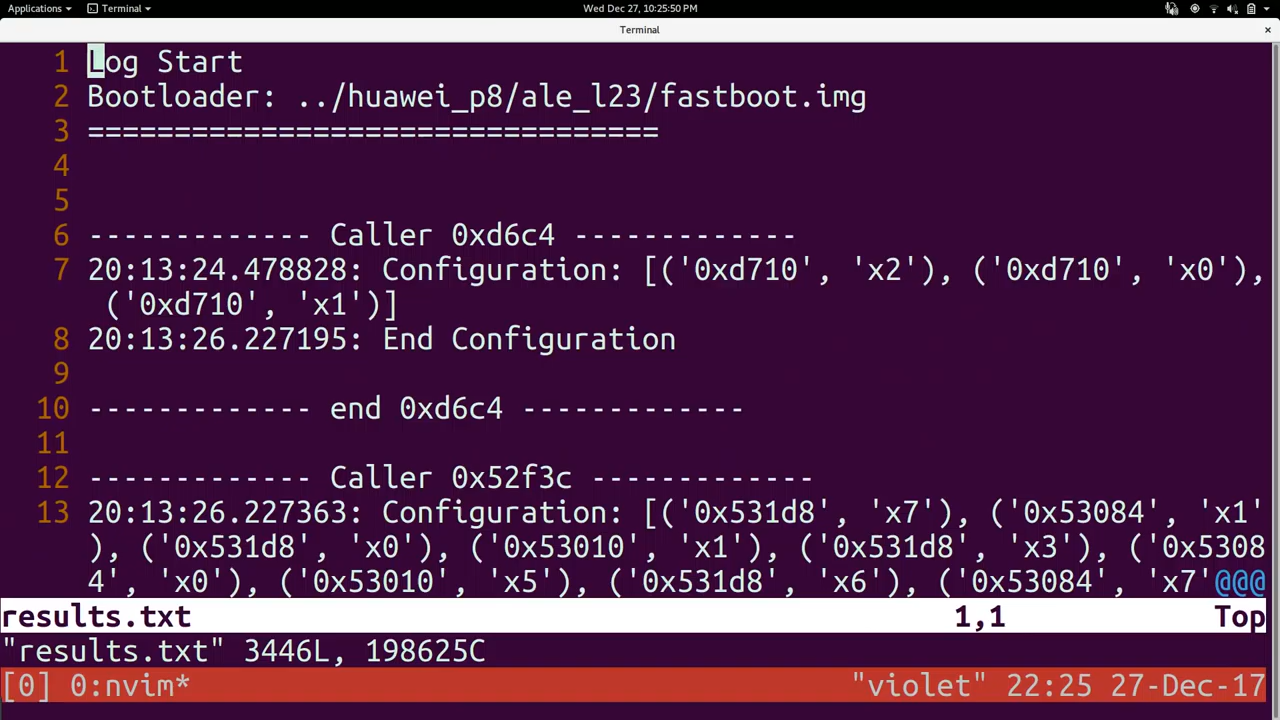 Applications Terminal Wed Dec 27, 10:25:50 PM
Terminal ×
1 Log Start
2 Bootloader: ../huawei_p8/ale_l23/fastboot.img
3 =================================
4
5
6 ------------- Caller 0xd6c4 -------------
7 20:13:24.478828: Configuration: [('0xd710', 'x2'), ('0xd710', 'x0'),
('0xd710', 'x1')]
8 20:13:26.227195: End Configuration
9
10 ------------- end 0xd6c4 -------------
11
12 ------------- Caller 0x52f3c -------------
13 20:13:26.227363: Configuration: [('0x531d8', 'x7'), ('0x53084', 'x1'
), ('0x531d8', 'x0'), ('0x53010', 'x1'), ('0x531d8', 'x3'), ('0x5308
4', 'x0'), ('0x53010', 'x5'), ('0x531d8', 'x6'), ('0x53084', 'x7'@@@
results.txt 1,1 Top
"results.txt" 3446L, 198625C
[0] 0:nvim* "violet" 22:25 27-Dec-17